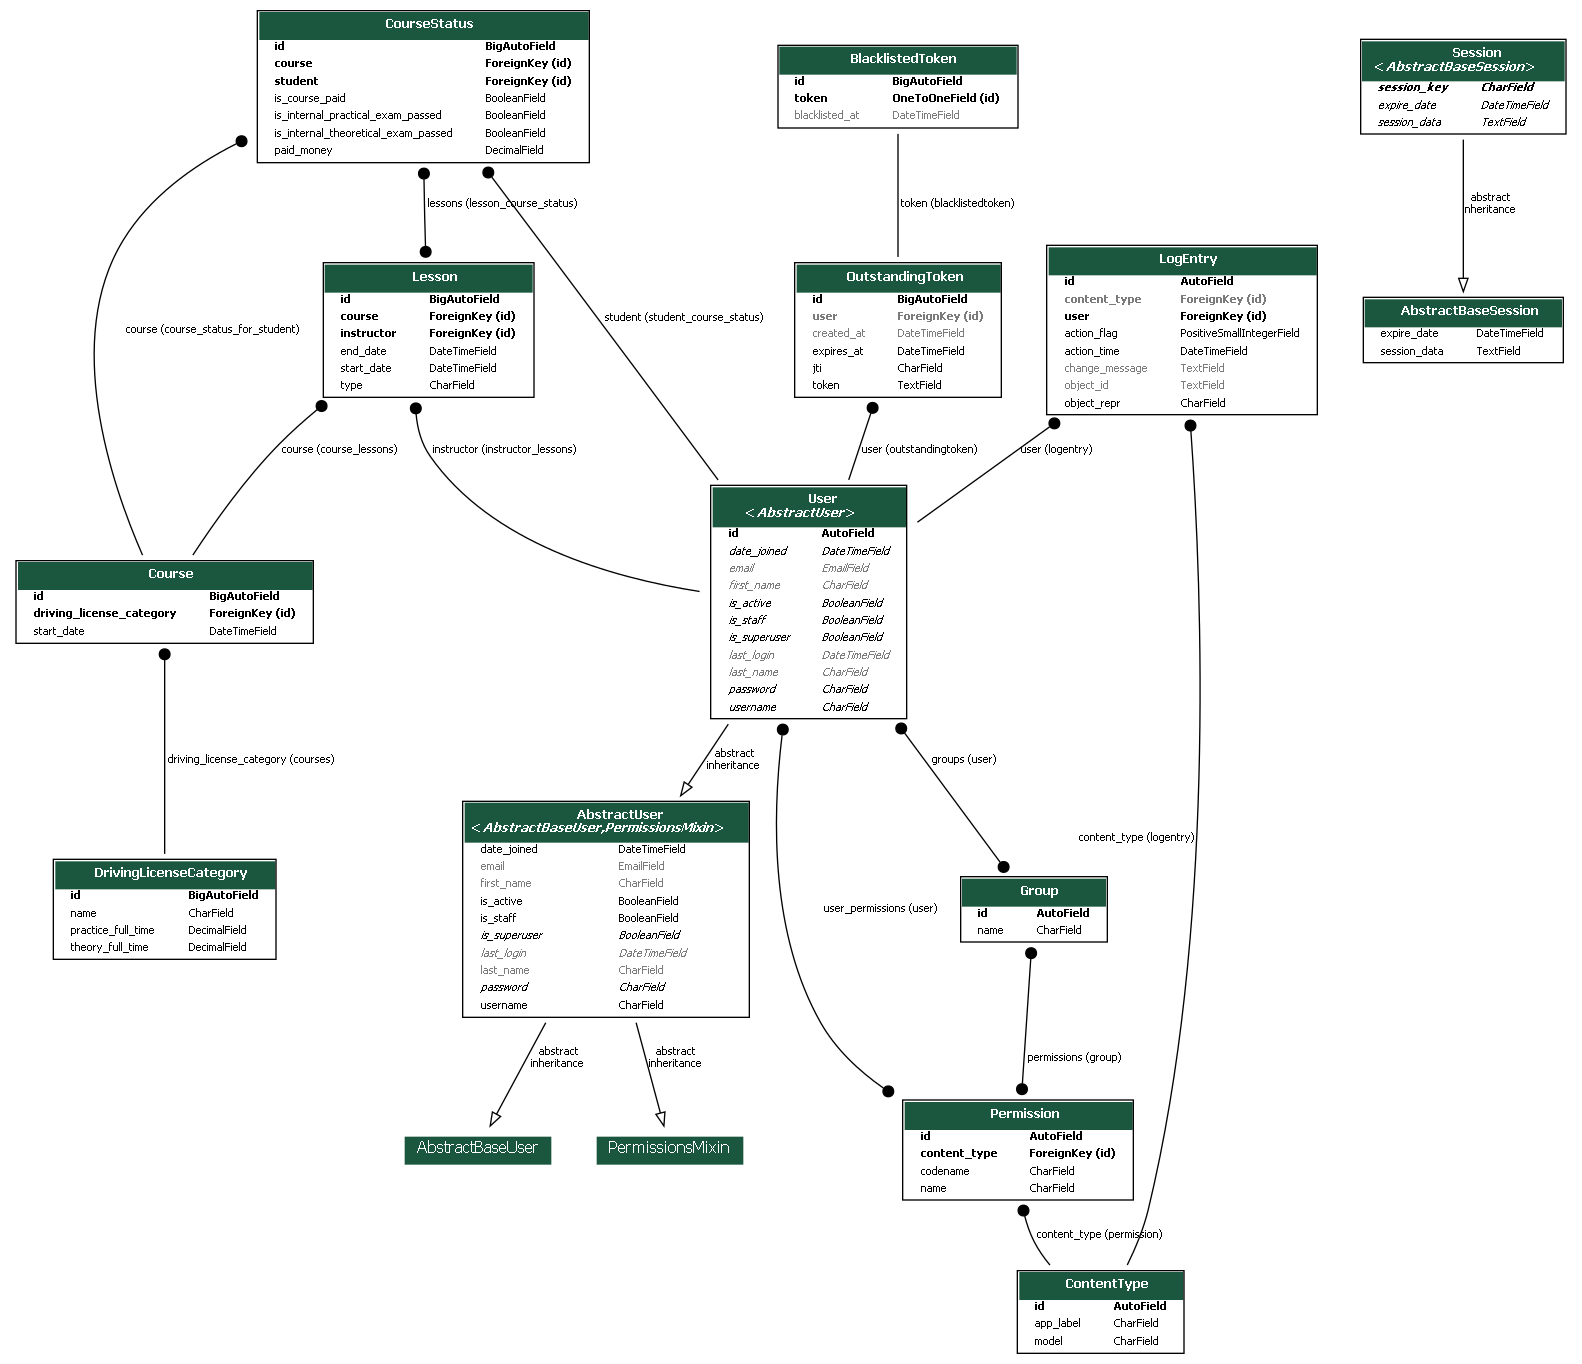 CourseStatus
id BigAutoField
course ForeignKey (id)
student ForeignKey (id)
is_course_paid BooleanField
is_internal_practical_exam_passed BooleanField
is_internal_theoretical_exam_passed BooleanField
paid_money DecimalField
BlacklistedToken
id BigAutoField
token OneToOneField (id)
blacklisted_at DateTimeField
Session
<AbstractBaseSession>
session_key CharField
expire_date DateTimeField
session_data TextField
lessons (lesson_course_status)
token (blacklistedtoken)
abstract
inheritance
Lesson
id BigAutoField
course ForeignKey (id)
instructor ForeignKey (id)
end_date DateTimeField
start_date DateTimeField
type CharField
OutstandingToken
id BigAutoField
user ForeignKey (id)
created_at DateTimeField
expires_at DateTimeField
jti CharField
token TextField
LogEntry
id AutoField
content_type ForeignKey (id)
user ForeignKey (id)
action_flag PositiveSmallIntegerField
action_time DateTimeField
change_message TextField
object_id TextField
object_repr CharField
AbstractBaseSession
expire_date DateTimeField
session_data TextField
course (course_status_for_student)
student (student_course_status)
course (course_lessons)
instructor (instructor_lessons)
user (outstandingtoken)
user (logentry)
User
<AbstractUser>
id AutoField
date_joined DateTimeField
email EmailField
first_name CharField
is_active BooleanField
is_staff BooleanField
is_superuser BooleanField
last_login DateTimeField
last_name CharField
password CharField
username CharField
Course
id BigAutoField
driving_license_category ForeignKey (id)
start_date DateTimeField
driving_license_category (courses)
abstract
inheritance
groups (user)
AbstractUser
<AbstractBaseUser,PermissionsMixin>
date_joined DateTimeField
email EmailField
first_name CharField
is_active BooleanField
is_staff BooleanField
is_superuser BooleanField
last_login DateTimeField
last_name CharField
password CharField
username CharField
content_type (logentry)
DrivingLicenseCategory
id BigAutoField
name CharField
practice_full_time DecimalField
theory_full_time DecimalField
user_permissions (user)
Group
id AutoField
name CharField
abstract
inheritance
abstract
inheritance
permissions (group)
AbstractBaseUser
PermissionsMixin
Permission
id AutoField
content_type ForeignKey (id)
codename CharField
name CharField
content_type (permission)
ContentType
id AutoField
app_label CharField
model CharField